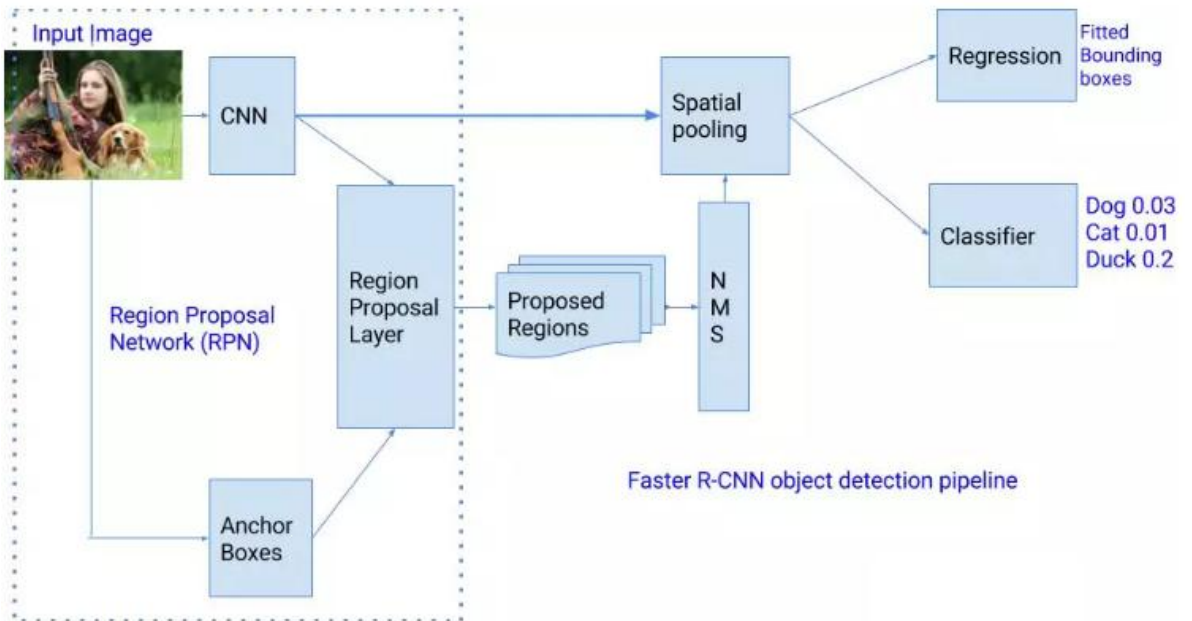 Input Image
CNN
Region Proposal
Network (RPN)
Region
Proposal
Layer
Anchor
Boxes
Proposed
Regions
N
M
S
Spatial
pooling
Regression
Fitted
Bounding
boxes
Classifier
Dog 0.03
Cat 0.01
Duck 0.2
Faster R-CNN object detection pipeline